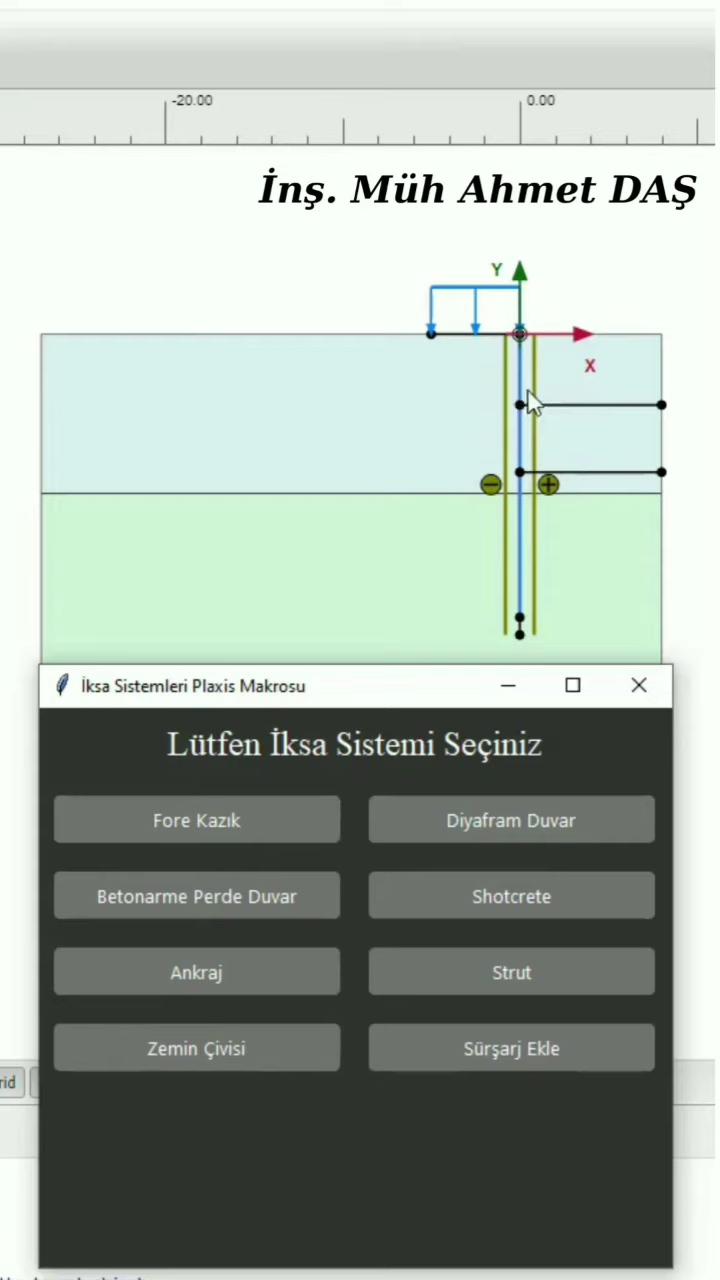 -20.00 0.00
İnş. Müh Ahmet DAŞ
Y
X
İksa Sistemleri Plaxis Makrosu
Lütfen İksa Sistemi Seçiniz
Fore Kazık
Diyafram Duvar
Betonarme Perde Duvar
Shotcrete
Ankraj
Strut
Zemin Çivisi
Sürşarj Ekle
rid